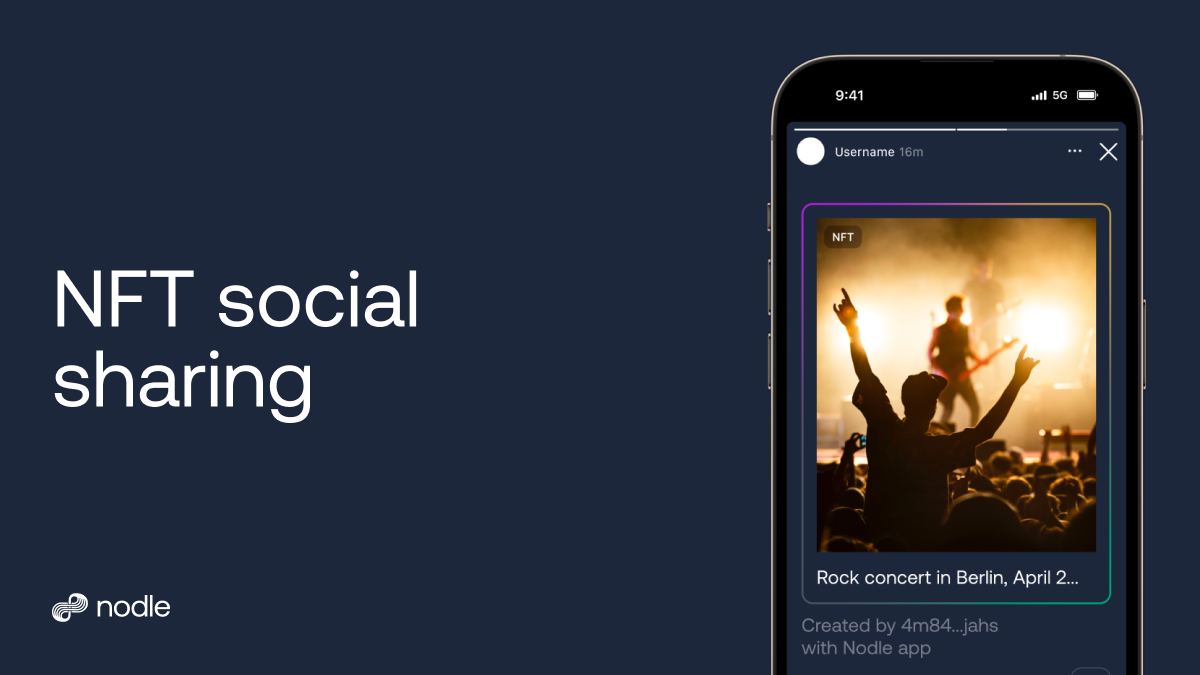 NFT social
sharing
nodle
9:41
5G
Username 16m
NFT
Rock concert in Berlin, April 2...
Created by 4m84...jahs
with Nodle app